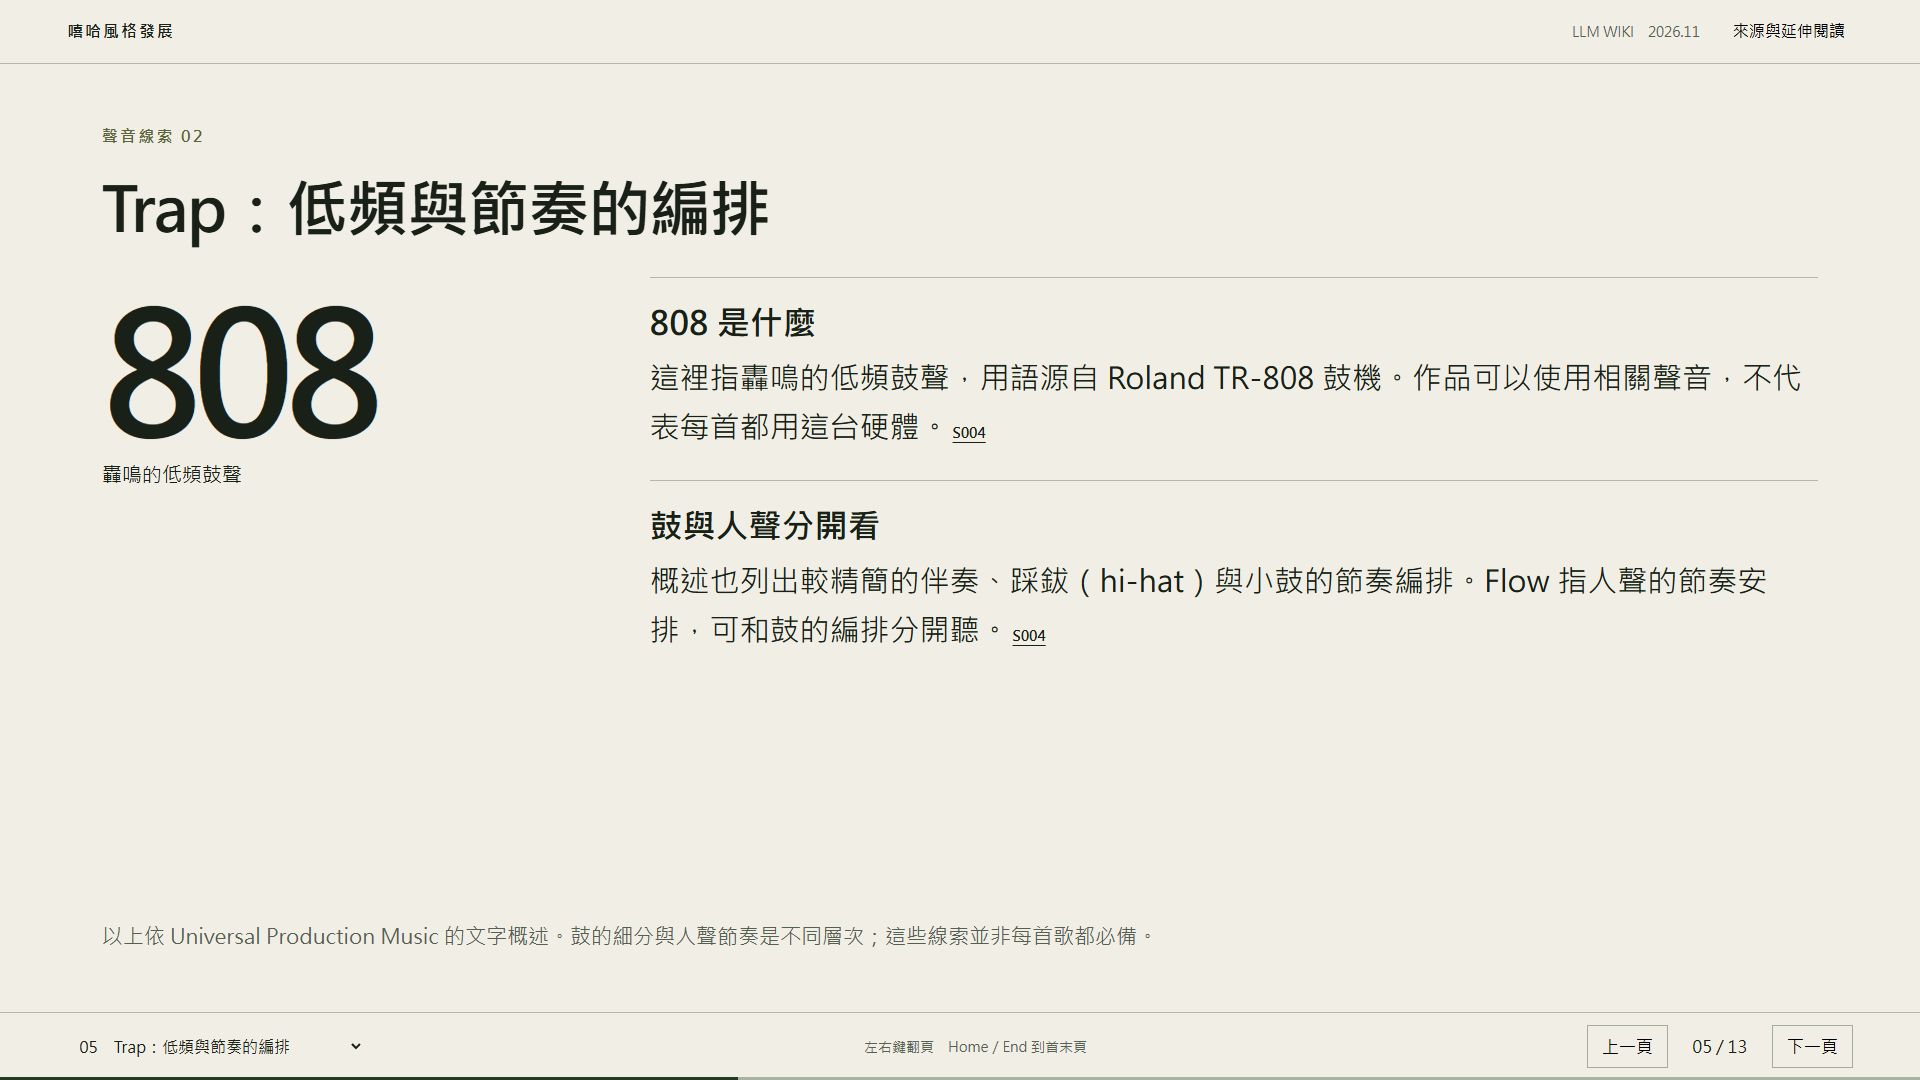 嘻哈風格發展
LLM WIKI 2026.11 來源與延伸閱讀
聲音線索 02
Trap：低頻與節奏的編排
808
轟鳴的低頻鼓聲
808 是什麼
這裡指轟鳴的低頻鼓聲，用語源自 Roland TR-808 鼓機。作品可以使用相關聲音，不代
表每首都用這台硬體。 S004
鼓與人聲分開看
概述也列出較精簡的伴奏、踩鈸（hi-hat）與小鼓的節奏編排。Flow 指人聲的節奏安
排，可和鼓的編排分開聽。 S004
以上依 Universal Production Music 的文字概述。鼓的細分與人聲節奏是不同層次；這些線索並非每首歌都必備。
05 Trap：低頻與節奏的編排
左右鍵翻頁 Home / End 到首末頁
上一頁 05 / 13 下一頁